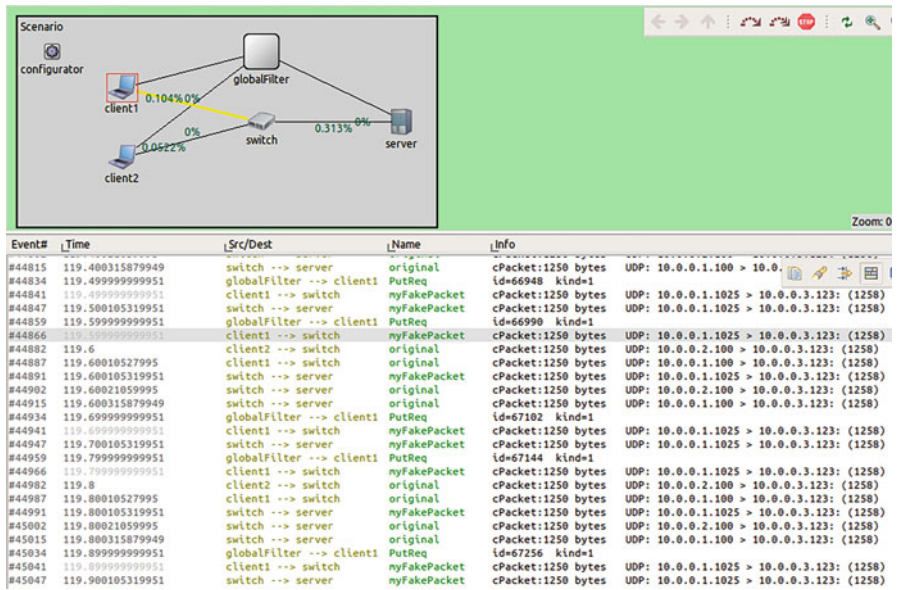 Scenario
configurator
globalFilter
client1
0.104% 0%
switch
0.313% 0%
server
0%
0.0522%
client2
STOP
Zoom: 0
Event# Time Src/Dest Name Info
#44815 119.400315879949 switch --> server original cPacket:1250 bytes UDP: 10.0.0.1.100 > 10.0.
#44834 119.499999999951 globalFilter --> client1 PutReq id=66948 kind=1
#44841 119.499999999951 client1 --> switch myFakePacket cPacket:1250 bytes UDP: 10.0.0.1.1025 > 10.0.0.3.123: (1258)
#44847 119.500105319951 switch --> server myFakePacket cPacket:1250 bytes UDP: 10.0.0.1.1025 > 10.0.0.3.123: (1258)
#44859 119.599999999951 globalFilter --> client1 PutReq id=66990 kind=1
#44866 119.599999999951 client1 --> switch myFakePacket cPacket:1250 bytes UDP: 10.0.0.1.1025 > 10.0.0.3.123: (1258)
#44882 119.6 client2 --> switch original cPacket:1250 bytes UDP: 10.0.0.2.100 > 10.0.0.3.123: (1258)
#44887 119.60010527995 client1 --> switch original cPacket:1250 bytes UDP: 10.0.0.1.100 > 10.0.0.3.123: (1258)
#44891 119.600105319951 switch --> server myFakePacket cPacket:1250 bytes UDP: 10.0.0.1.1025 > 10.0.0.3.123: (1258)
#44902 119.60021059995 switch --> server original cPacket:1250 bytes UDP: 10.0.0.2.100 > 10.0.0.3.123: (1258)
#44915 119.600315879949 switch --> server original cPacket:1250 bytes UDP: 10.0.0.1.100 > 10.0.0.3.123: (1258)
#44934 119.699999999951 globalFilter --> client1 PutReq id=67102 kind=1
#44941 119.699999999951 client1 --> switch myFakePacket cPacket:1250 bytes UDP: 10.0.0.1.1025 > 10.0.0.3.123: (1258)
#44947 119.700105319951 switch --> server myFakePacket cPacket:1250 bytes UDP: 10.0.0.1.1025 > 10.0.0.3.123: (1258)
#44959 119.799999999951 globalFilter --> client1 PutReq id=67144 kind=1
#44966 119.799999999951 client1 --> switch myFakePacket cPacket:1250 bytes UDP: 10.0.0.1.1025 > 10.0.0.3.123: (1258)
#44982 119.8 client2 --> switch original cPacket:1250 bytes UDP: 10.0.0.2.100 > 10.0.0.3.123: (1258)
#44987 119.80010527995 client1 --> switch original cPacket:1250 bytes UDP: 10.0.0.1.100 > 10.0.0.3.123: (1258)
#44991 119.800105319951 switch --> server myFakePacket cPacket:1250 bytes UDP: 10.0.0.1.1025 > 10.0.0.3.123: (1258)
#45002 119.80021059995 switch --> server original cPacket:1250 bytes UDP: 10.0.0.2.100 > 10.0.0.3.123: (1258)
#45015 119.800315879949 switch --> server original cPacket:1250 bytes UDP: 10.0.0.1.100 > 10.0.0.3.123: (1258)
#45034 119.899999999951 globalFilter --> client1 PutReq id=67256 kind=1
#45041 119.899999999951 client1 --> switch myFakePacket cPacket:1250 bytes UDP: 10.0.0.1.1025 > 10.0.0.3.123: (1258)
#45047 119.900105319951 switch --> server myFakePacket cPacket:1250 bytes UDP: 10.0.0.1.1025 > 10.0.0.3.123: (1258)